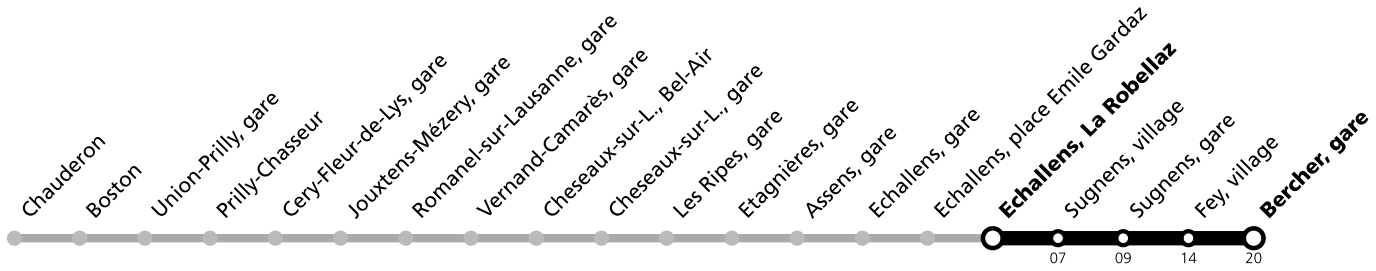 Chauderon
Boston
Union-Prilly, gare
Prilly-Chasseur
Cery-Fleur-de-Lys, gare
Jouxtens-Mézery, gare
Romanel-sur-Lausanne, gare
Vernand-Camarès, gare
Cheseaux-sur-L., Bel-Air
Cheseaux-sur-L., gare
Les Ripes, gare
Etagnières, gare
Assens, gare
Echallens, gare
Echallens, place Emile Gardaz
Echallens, La Robellaz
Sugnens, village
Sugnens, gare
Fey, village
Bercher, gare
07 09 14 20